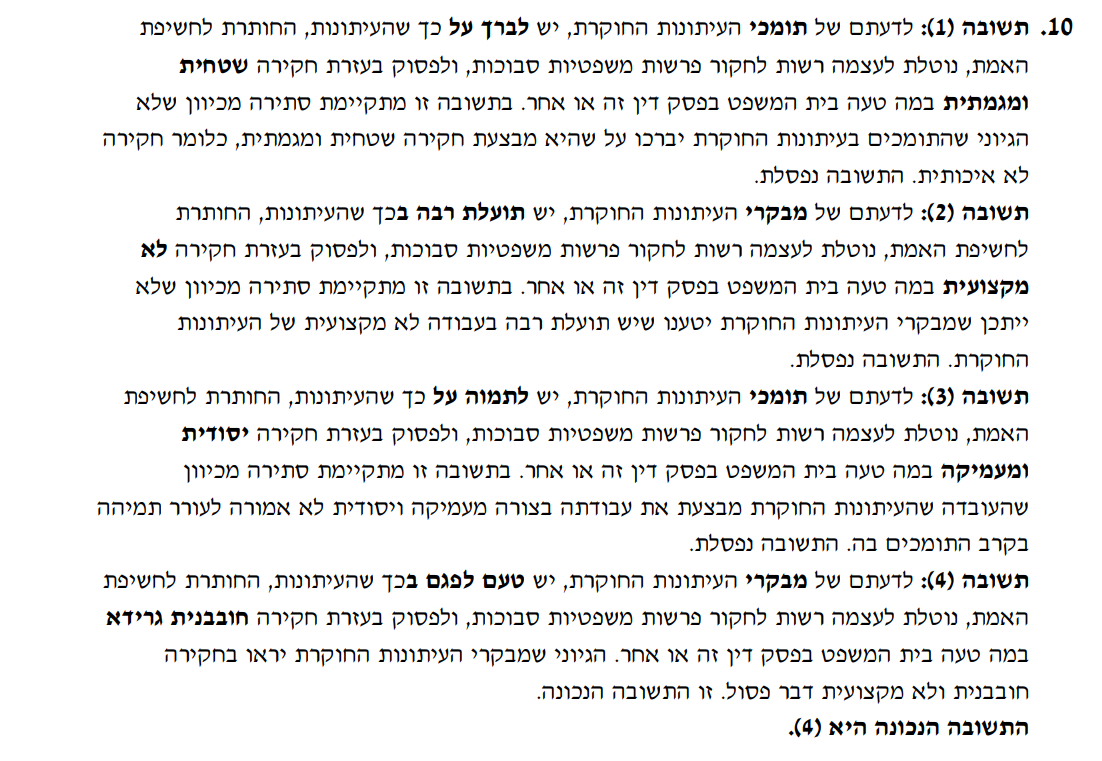 10. תשובה (1): לדעתם של תומכי העיתונות החוקרת, יש לברך על כך שהעיתונות, החותרת לחשיפת
האמת, נוטלת לעצמה רשות לחקור פרשות משפטיות סבוכות, ולפסוק בעזרת חקירה שטחית
ומגמתית במה טעה בית המשפט בפסק דין זה או אחר. בתשובה זו מתקיימת סתירה מכיוון שלא
הגיוני שהתומכים בעיתונות החוקרת יברכו על שהיא מבצעת חקירה שטחית ומגמתית, כלומר חקירה
לא איכותית. התשובה נפסלת.
תשובה (2): לדעתם של מבקרי העיתונות החוקרת, יש תועלת רבה בכך שהעיתונות, החותרת
לחשיפת האמת, נוטלת לעצמה רשות לחקור פרשות משפטיות סבוכות, ולפסוק בעזרת חקירה לא
מקצועית במה טעה בית המשפט בפסק דין זה או אחר. בתשובה זו מתקיימת סתירה מכיוון שלא
ייתכן שמבקרי העיתונות החוקרת יטענו שיש תועלת רבה בעבודה לא מקצועית של העיתונות
החוקרת. התשובה נפסלת.
תשובה (3): לדעתם של תומכי העיתונות החוקרת, יש לתמוה על כך שהעיתונות, החותרת לחשיפת
האמת, נוטלת לעצמה רשות לחקור פרשות משפטיות סבוכות, ולפסוק בעזרת חקירה יסודית
ומעמיקה במה טעה בית המשפט בפסק דין זה או אחר. בתשובה זו מתקיימת סתירה מכיוון
שהעובדה שהעיתונות החוקרת מבצעת את עבודתה בצורה מעמיקה ויסודית לא אמורה לעורר תמיהה
בקרב התומכים בה. התשובה נפסלת.
תשובה (4): לדעתם של מבקרי העיתונות החוקרת, יש טעם לפגם בכך שהעיתונות, החותרת לחשיפת
האמת, נוטלת לעצמה רשות לחקור פרשות משפטיות סבוכות, ולפסוק בעזרת חקירה חובבנית גרידא
במה טעה בית המשפט בפסק דין זה או אחר. הגיוני שמבקרי העיתונות החוקרת יראו בחקירה
חובבנית ולא מקצועית דבר פסול. זו התשובה הנכונה.
התשובה הנכונה היא (4).